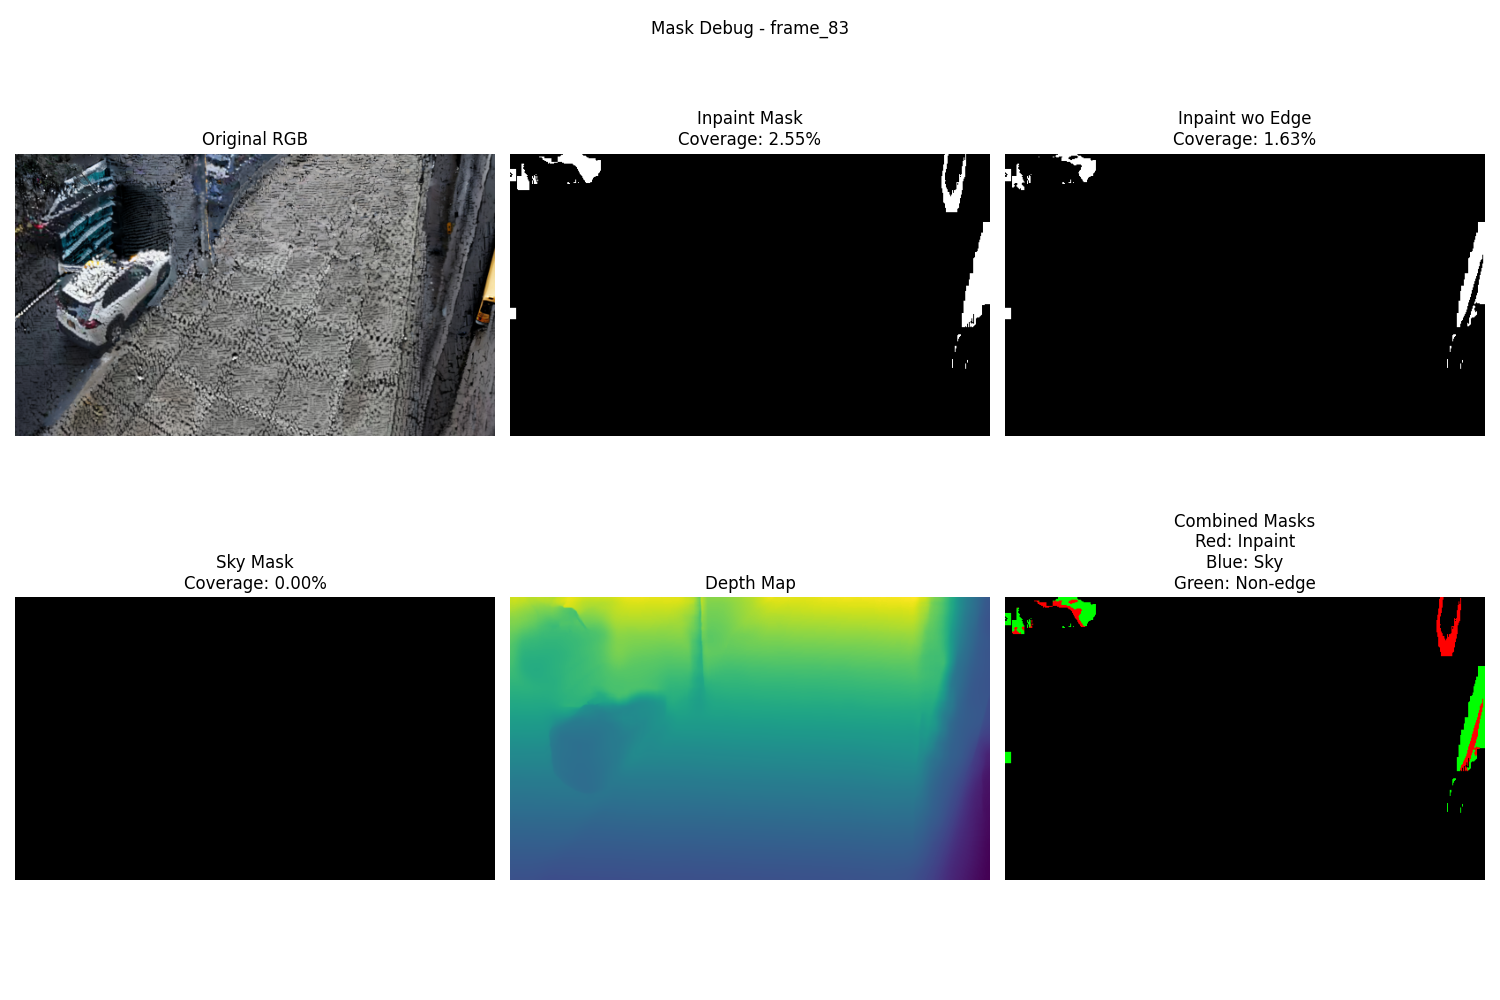 Mask Debug - frame_83
Original RGB
Inpaint Mask
Coverage: 2.55%
Inpaint wo Edge
Coverage: 1.63%
Sky Mask
Coverage: 0.00%
Depth Map
Combined Masks
Red: Inpaint
Blue: Sky
Green: Non-edge